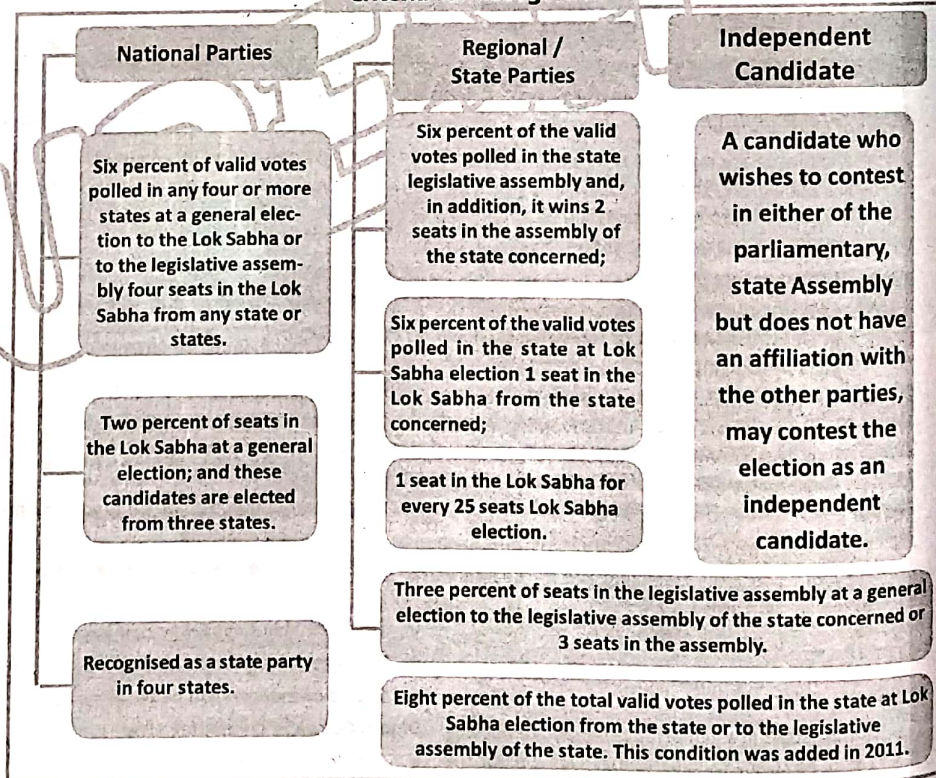 National Parties
Six percent of valid votes
polled in any four or more
states at a general elec-
tion to the Lok Sabha or
to the legislative assem-
bly four seats in the Lok
Sabha from any state or
states.
Two percent of seats in
the Lok Sabha at a general
election; and these
candidates are elected
from three states.
Recognised as a state party
in four states.
Regional /
State Parties
Six percent of the valid
votes polled in the state
legislative assembly and,
in addition, it wins 2
seats in the assembly of
the state concerned;
Six percent of the valid votes
polled in the state at Lok
Sabha election 1 seat in the
Lok Sabha from the state
concerned;
1 seat in the Lok Sabha for
every 25 seats Lok Sabha
election.
Three percent of seats in the legislative assembly at a general
election to the legislative assembly of the state concerned or
3 seats in the assembly.
Eight percent of the total valid votes polled in the state at Lok
Sabha election from the state or to the legislative
assembly of the state. This condition was added in 2011.
Independent
Candidate
A candidate who
wishes to contest
in either of the
parliamentary,
state Assembly
but does not have
an affiliation with
the other parties,
may contest the
election as an
independent
candidate.